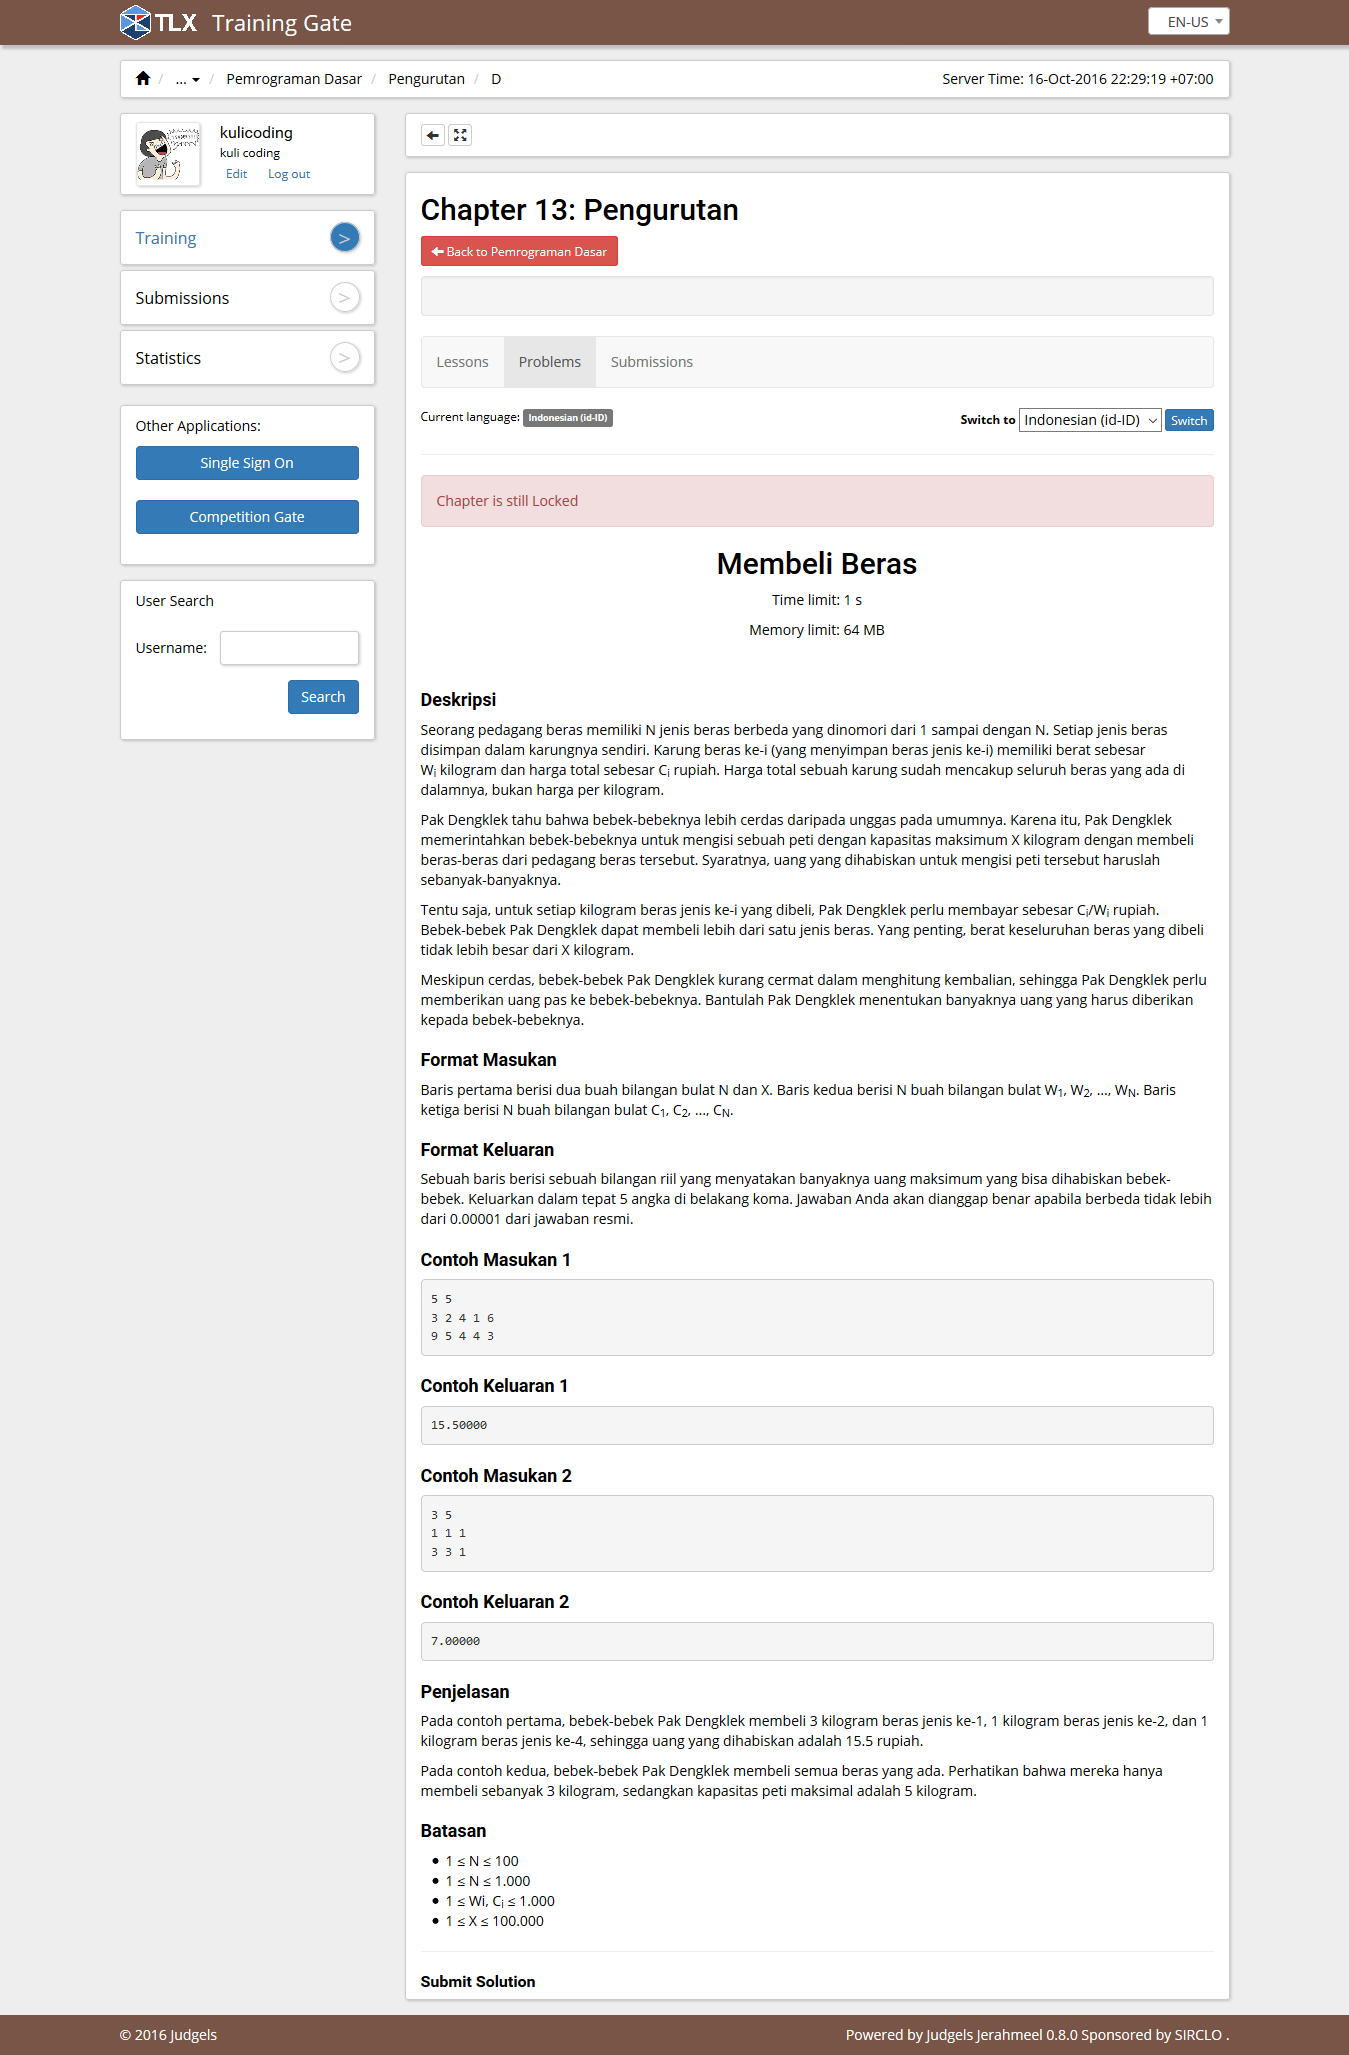 TLX Training Gate
EN-US
... Pemrograman Dasar / Pengurutan / D
Server Time: 16-Oct-2016 22:29:19 +07:00
kulicoding
kuli coding
Edit Log out
Training >
Submissions >
Statistics >
Other Applications:
Single Sign On
Competition Gate
User Search
Username:
Search
Chapter 13: Pengurutan
Back to Pemrograman Dasar
Lessons Problems Submissions
Current language: Indonesian (id-ID)
Switch to Indonesian (id-ID) Switch
Chapter is still Locked
Membeli Beras
Time limit: 1 s
Memory limit: 64 MB
Deskripsi
Seorang pedagang beras memiliki N jenis beras berbeda yang dinomori dari 1 sampai dengan N. Setiap jenis beras
disimpan dalam karungnya sendiri. Karung beras ke-i (yang menyimpan beras jenis ke-i) memiliki berat sebesar
Wi kilogram dan harga total sebesar Ci rupiah. Harga total sebuah karung sudah mencakup seluruh beras yang ada di
dalamnya, bukan harga per kilogram.
Pak Dengklek tahu bahwa bebek-bebeknya lebih cerdas daripada unggas pada umumnya. Karena itu, Pak Dengklek
memerintahkan bebek-bebeknya untuk mengisi sebuah peti dengan kapasitas maksimum X kilogram dengan membeli
beras-beras dari pedagang beras tersebut. Syaratnya, uang yang dihabiskan untuk mengisi peti tersebut haruslah
sebanyak-banyaknya.
Tentu saja, untuk setiap kilogram beras jenis ke-i yang dibeli, Pak Dengklek perlu membayar sebesar Ci/Wi rupiah.
Bebek-bebek Pak Dengklek dapat membeli lebih dari satu jenis beras. Yang penting, berat keseluruhan beras yang dibeli
tidak lebih besar dari X kilogram.
Meskipun cerdas, bebek-bebek Pak Dengklek kurang cermat dalam menghitung kembalian, sehingga Pak Dengklek perlu
memberikan uang pas ke bebek-bebeknya. Bantulah Pak Dengklek menentukan banyaknya uang yang harus diberikan
kepada bebek-bebeknya.
Format Masukan
Baris pertama berisi dua buah bilangan bulat N dan X. Baris kedua berisi N buah bilangan bulat W1, W2, ..., WN. Baris
ketiga berisi N buah bilangan bulat C1, C2, ..., CN.
Format Keluaran
Sebuah baris berisi sebuah bilangan riil yang menyatakan banyaknya uang maksimum yang bisa dihabiskan bebek-
bebek. Keluarkan dalam tepat 5 angka di belakang koma. Jawaban Anda akan dianggap benar apabila berbeda tidak lebih
dari 0.00001 dari jawaban resmi.
Contoh Masukan 1
5 5
3 2 4 1 6
9 5 4 4 3
Contoh Keluaran 1
15.50000
Contoh Masukan 2
3 5
1 1 1
3 3 1
Contoh Keluaran 2
7.00000
Penjelasan
Pada contoh pertama, bebek-bebek Pak Dengklek membeli 3 kilogram beras jenis ke-1, 1 kilogram beras jenis ke-2, dan 1
kilogram beras jenis ke-4, sehingga uang yang dihabiskan adalah 15.5 rupiah.
Pada contoh kedua, bebek-bebek Pak Dengklek membeli semua beras yang ada. Perhatikan bahwa mereka hanya
membeli sebanyak 3 kilogram, sedangkan kapasitas peti maksimal adalah 5 kilogram.
Batasan
• 1 ≤ N ≤ 100
• 1 ≤ N ≤ 1.000
• 1 ≤ Wi, Ci ≤ 1.000
• 1 ≤ X ≤ 100.000
Submit Solution
© 2016 Judgels
Powered by Judgels Jerahmeel 0.8.0 Sponsored by SIRCLO .